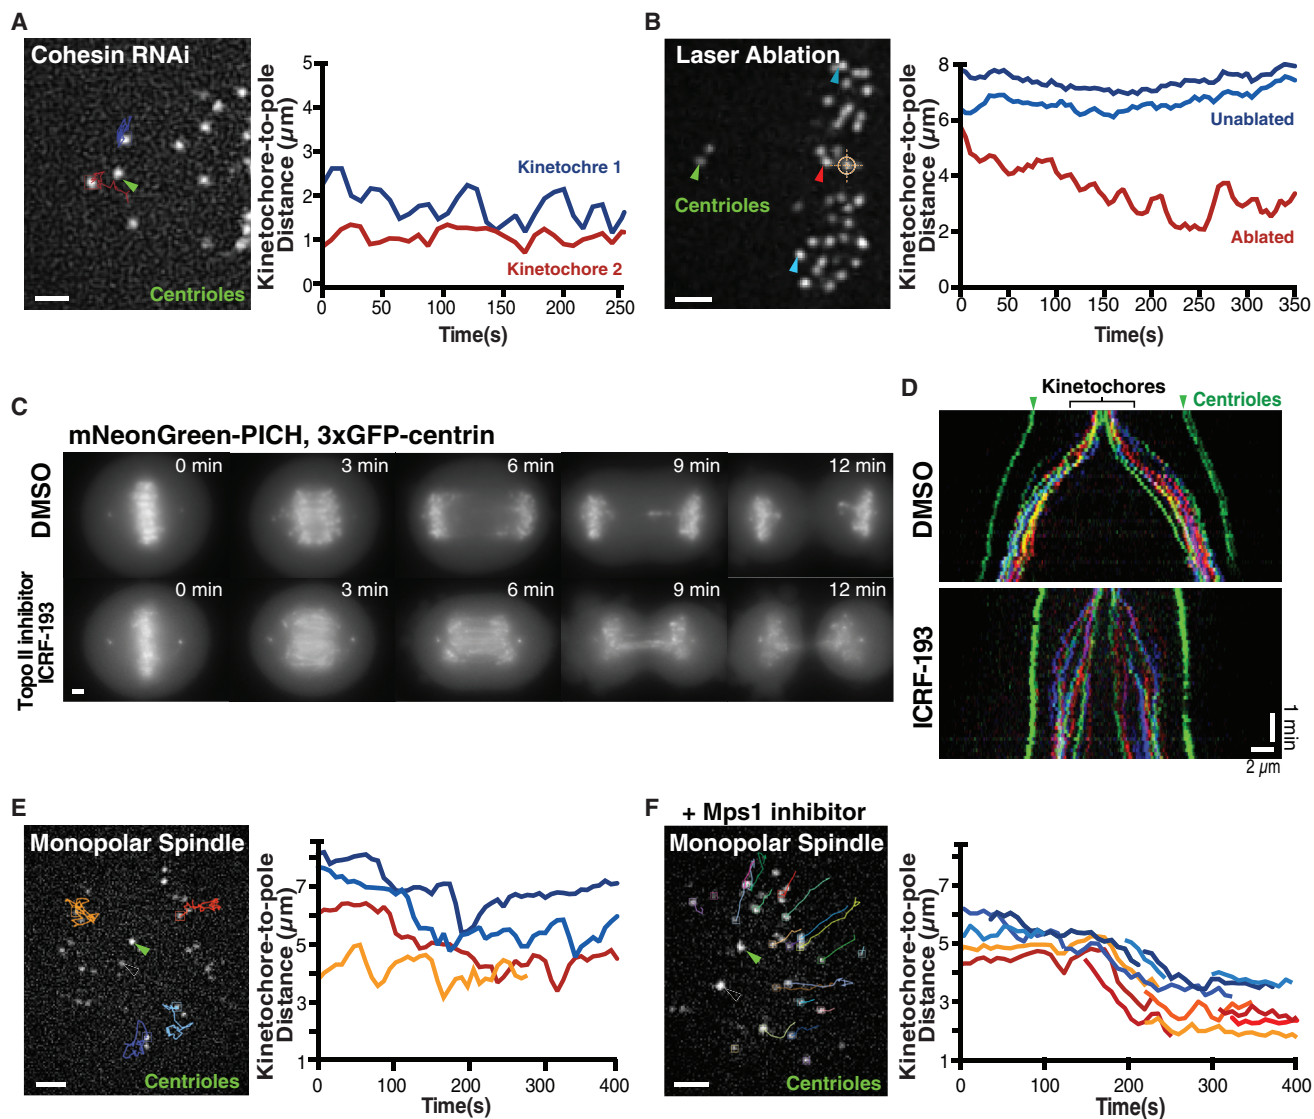 A
Cohesin RNAi
Centrioles
Kinetochore-to-pole
Distance (µm)
5
4
3
2
1
0
Kinetochre 1
Kinetochore 2
0 50 100 150 200 250
Time(s)
B
Laser Ablation
Centrioles
Kinetochore-to-pole
Distance (µm)
8
6
4
2
0
Unablated
Ablated
0 50 100 150 200 250 300 350
Time(s)
C
mNeonGreen-PICH, 3xGFP-centrin
DMSO
0 min 3 min 6 min 9 min 12 min
Topo II inhibitor
ICRF-193
0 min 3 min 6 min 9 min 12 min
D
Kinetochores
Centrioles
DMSO
ICRF-193
1 min
2 µm
E
Monopolar Spindle
Centrioles
Kinetochore-to-pole
Distance (µm)
7
5
3
1
0 100 200 300 400
Time(s)
F
+ Mps1 inhibitor
Monopolar Spindle
Centrioles
Kinetochore-to-pole
Distance (µm)
7
5
3
1
0 100 200 300 400
Time(s)